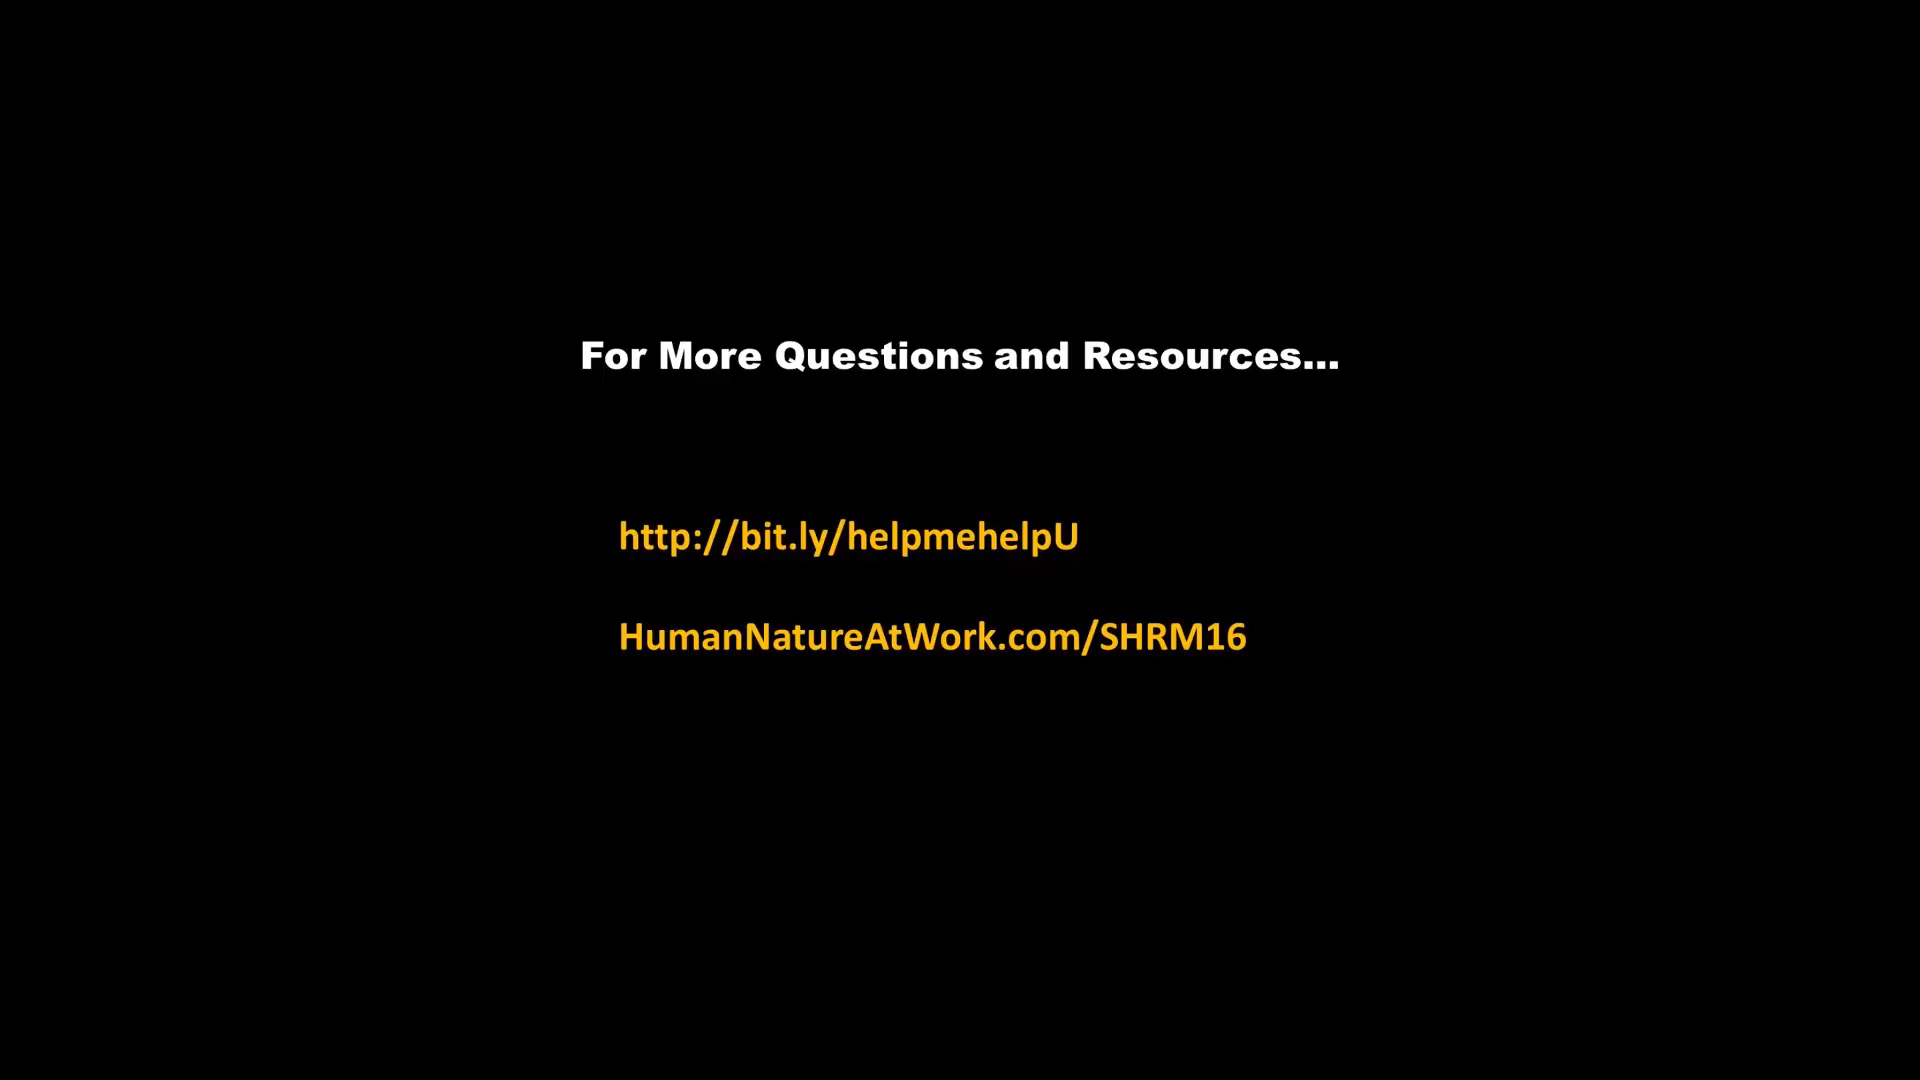 For More Questions and Resources...
http://bit.ly/helpmehelpU
HumanNatureAtWork.com/SHRM16